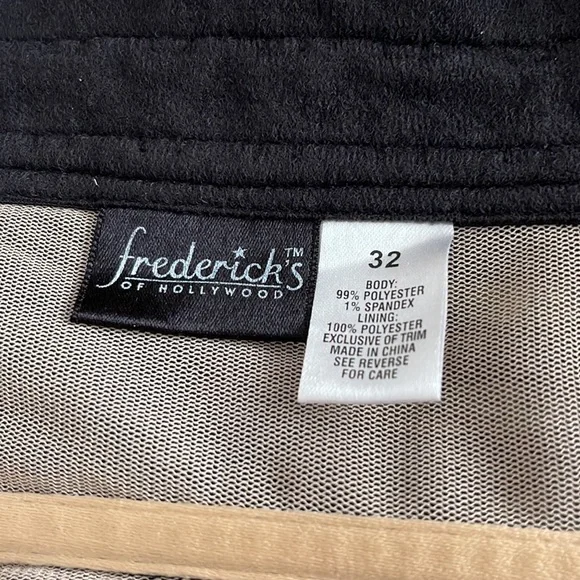 frederick's™
OF HOLLYWOOD
32
BODY:
99% POLYESTER
1% SPANDEX
LINING:
100% POLYESTER
EXCLUSIVE OF TRIM
MADE IN CHINA
SEE REVERSE
FOR CARE